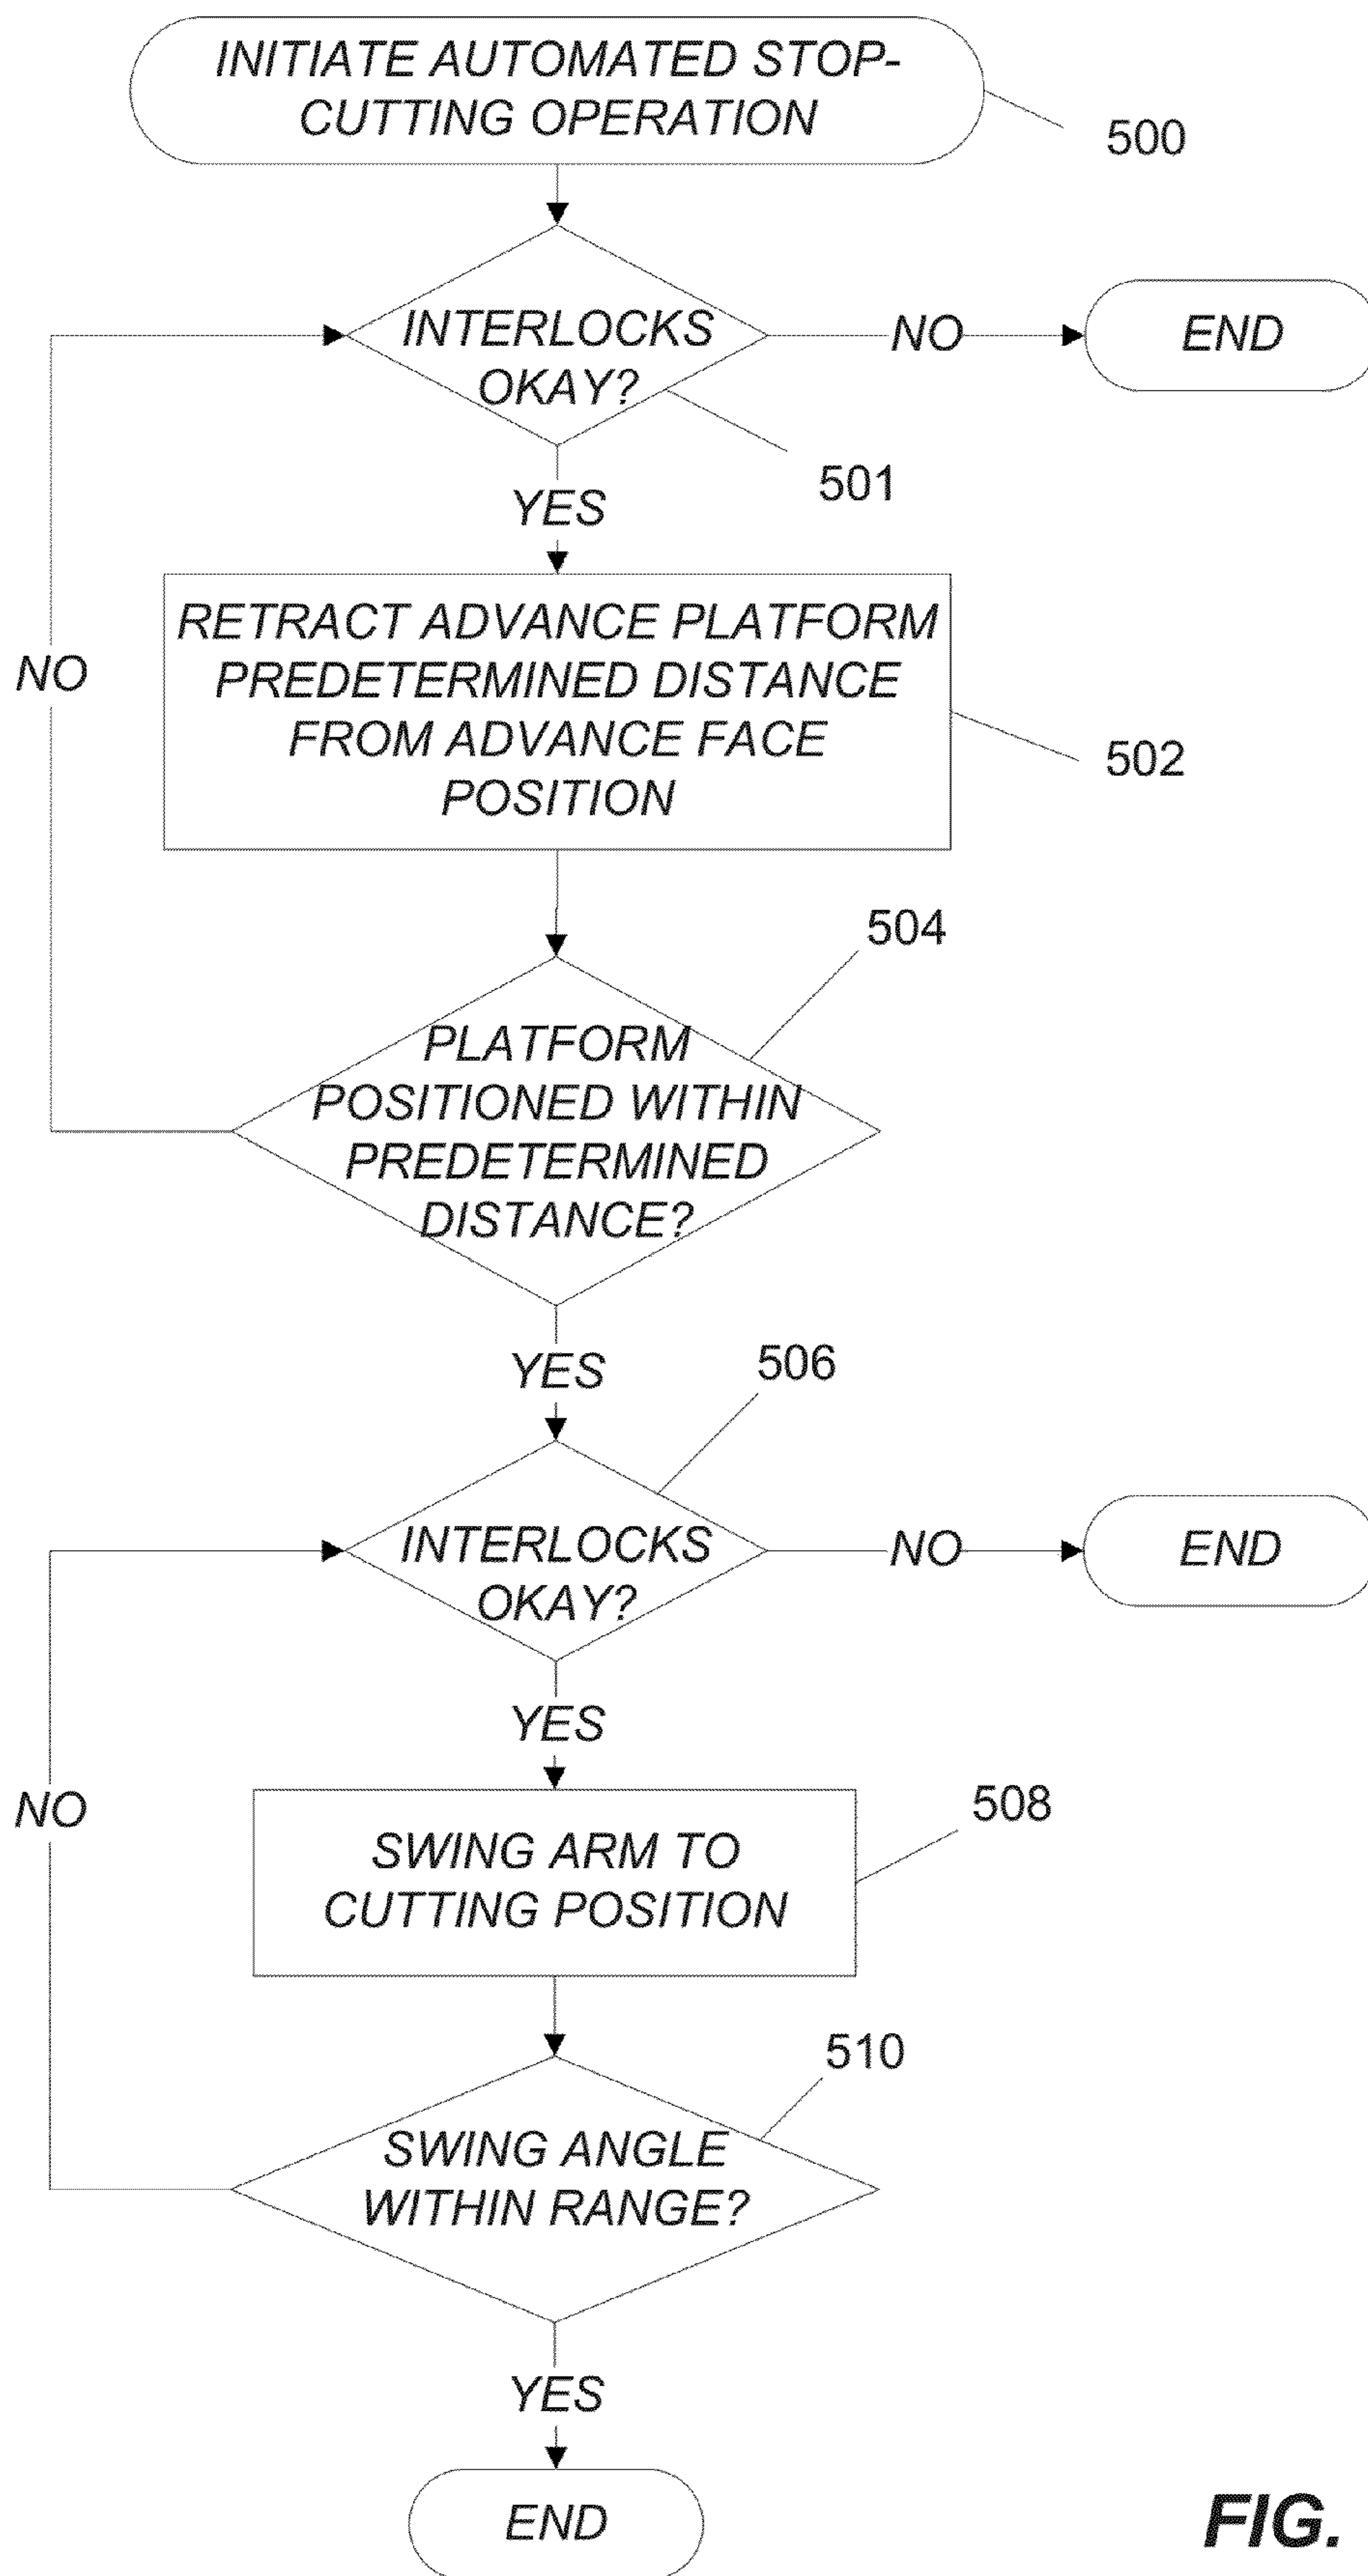 INITIATE AUTOMATED STOP-
CUTTING OPERATION
500
INTERLOCKS
OKAY?
NO
END
501
YES
RETRACT ADVANCE PLATFORM
PREDETERMINED DISTANCE
FROM ADVANCE FACE
POSITION
NO
502
504
PLATFORM
POSITIONED WITHIN
PREDETERMINED
DISTANCE?
YES
506
INTERLOCKS
OKAY?
NO
END
YES
NO
508
SWING ARM TO
CUTTING POSITION
510
SWING ANGLE
WITHIN RANGE?
YES
END
FIG.